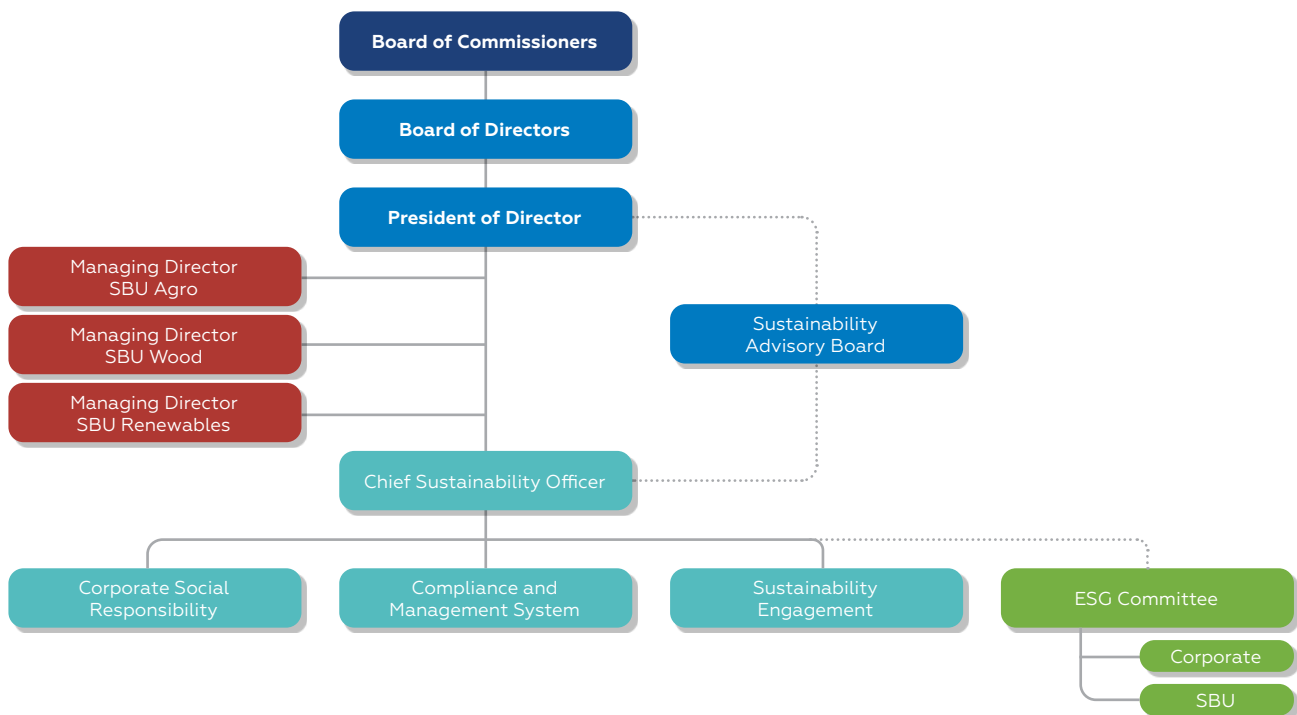 Board of Commissioners
Board of Directors
President of Director
Managing Director
SBU Agro
Managing Director
SBU Wood
Managing Director
SBU Renewables
Sustainability
Advisory Board
Chief Sustainability Officer
Corporate Social
Responsibility
Compliance and
Management System
Sustainability
Engagement
ESG Committee
Corporate
SBU